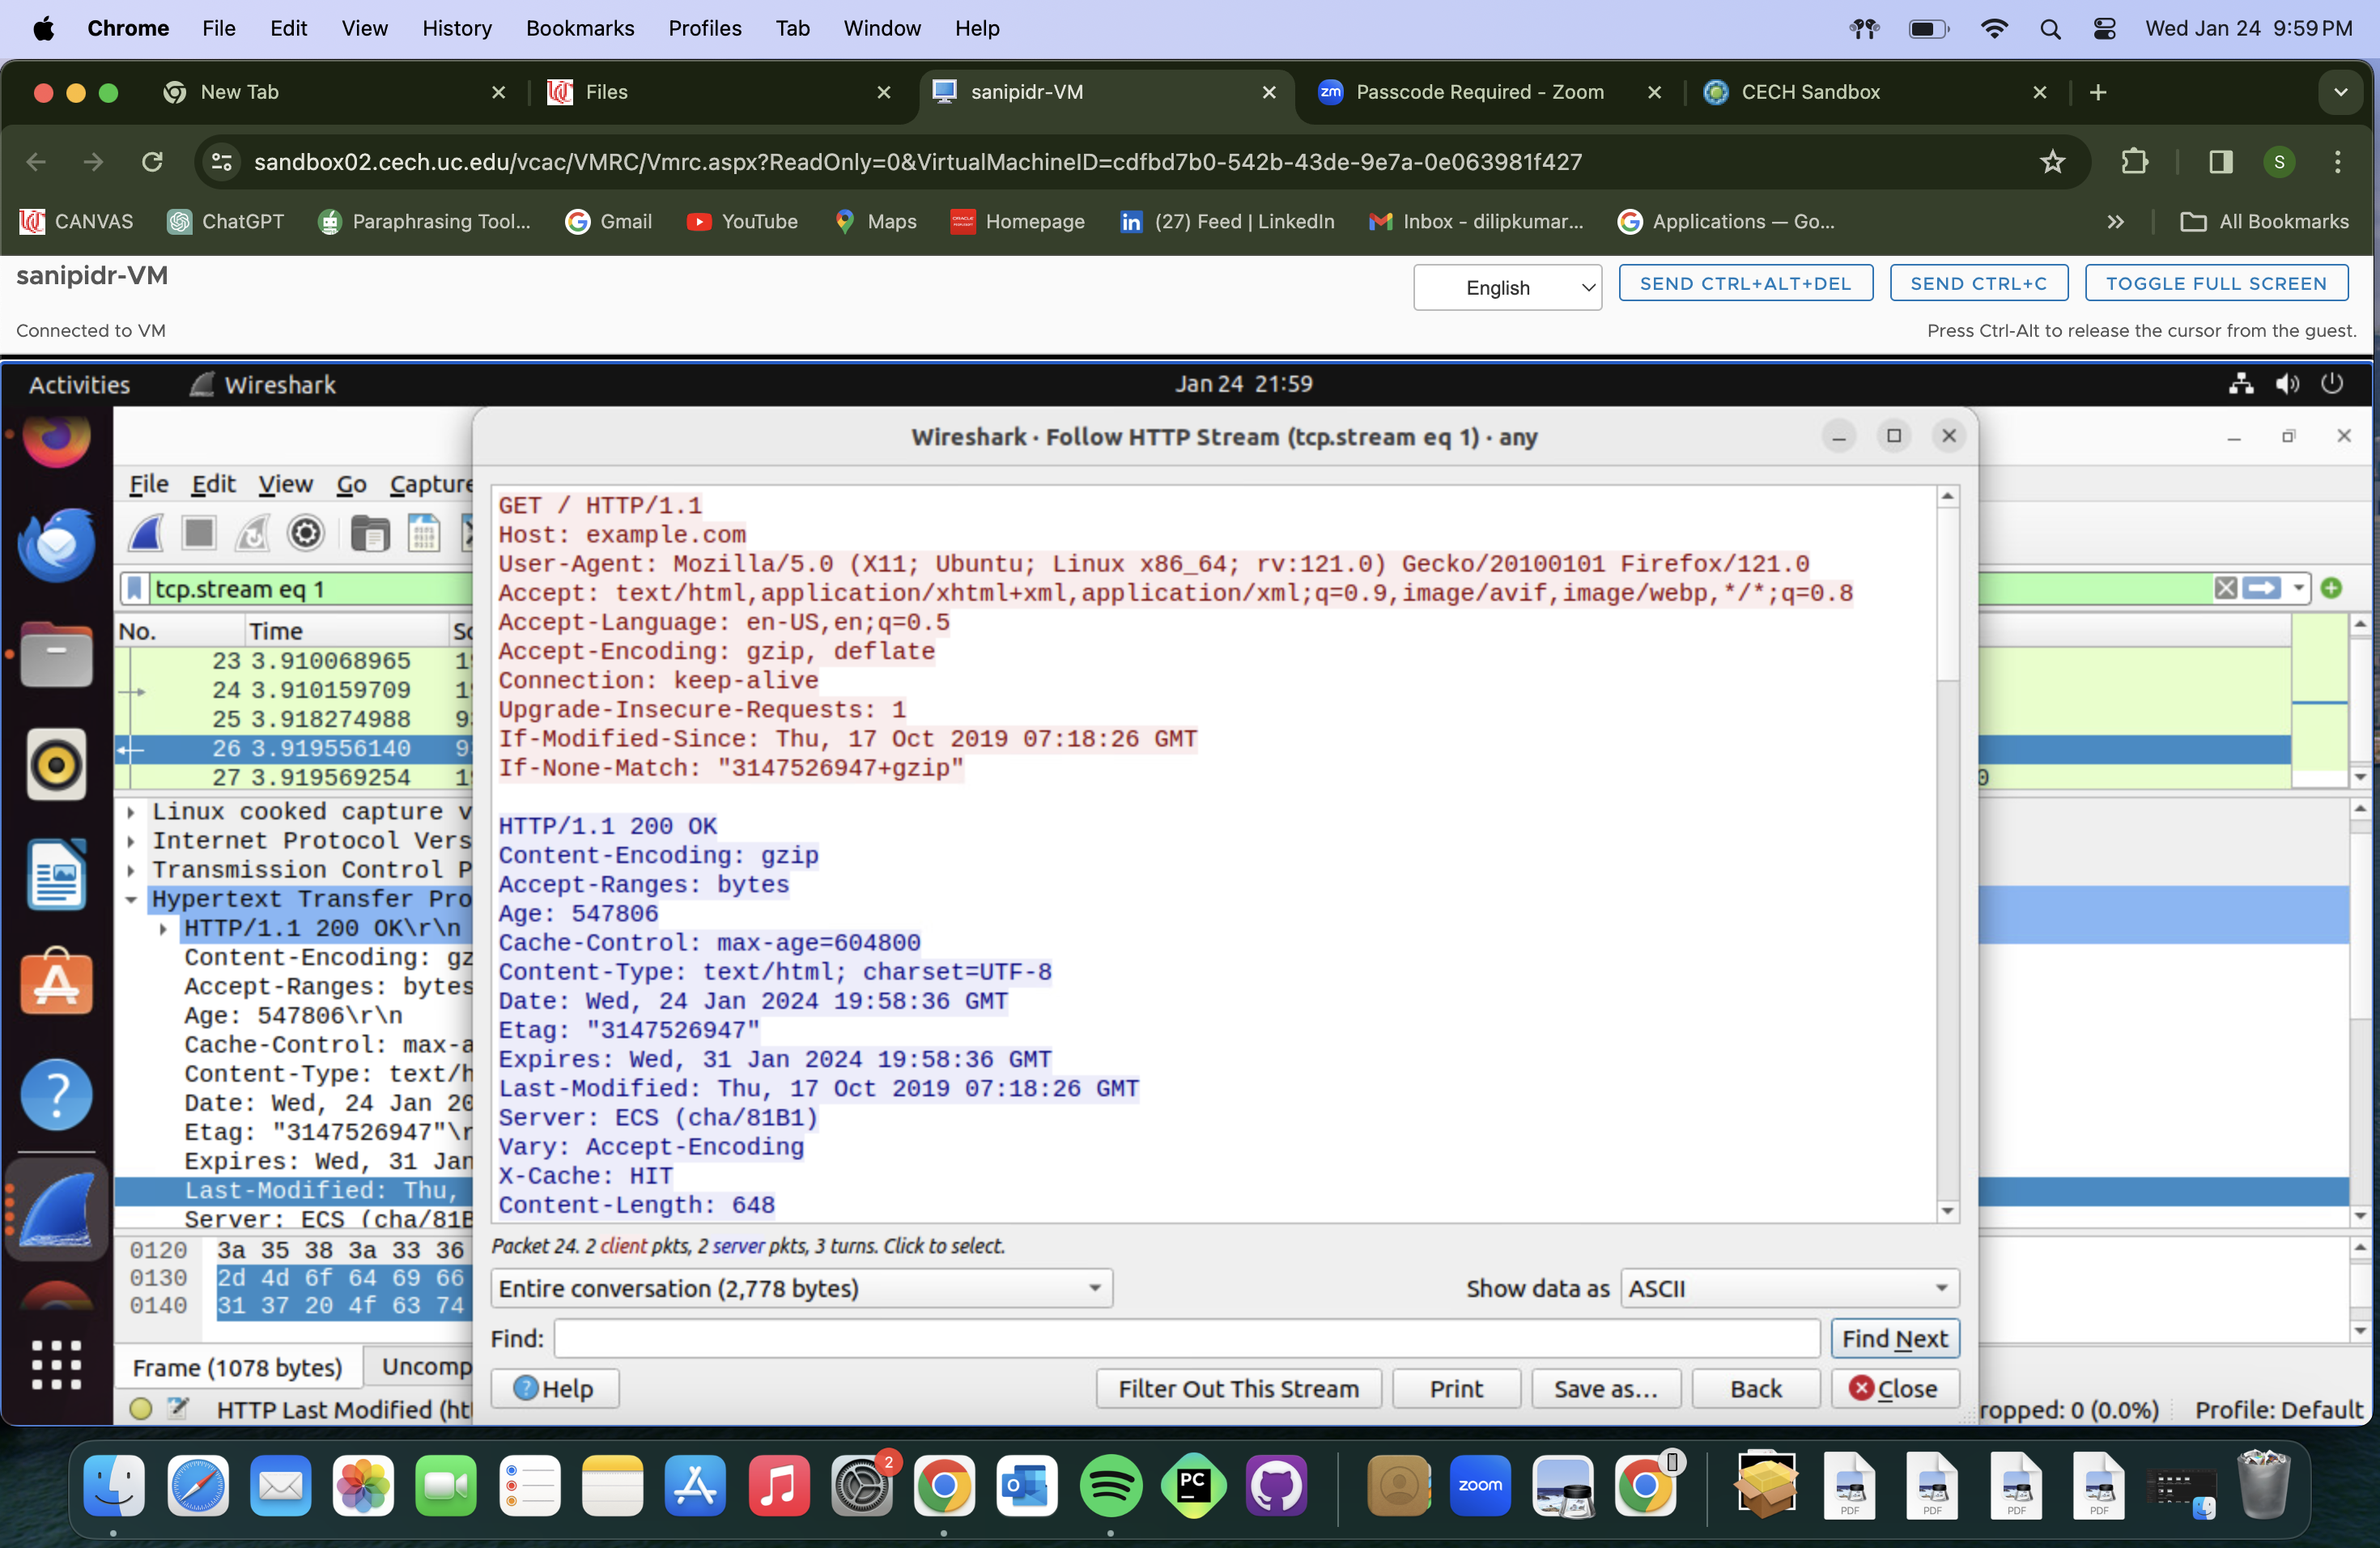 Chrome File Edit View History Bookmarks Profiles Tab Window Help Wed Jan 24 9:59 PM
New Tab Files sanipidr-VM zm Passcode Required - Zoom CECH Sandbox
sandbox02.cech.uc.edu/vcac/VMRC/Vmrc.aspx?ReadOnly=0&VirtualMachineID=cdfbd7b0-542b-43de-9e7a-0e063981f427 S
CANVAS ChatGPT Paraphrasing Tool... Gmail YouTube Maps Homepage (27) Feed | LinkedIn Inbox - dilipkumar... Applications — Go... All Bookmarks
sanipidr-VM English SEND CTRL+ALT+DEL SEND CTRL+C TOGGLE FULL SCREEN
Connected to VM Press Ctrl-Alt to release the cursor from the guest.
Activities Wireshark Jan 24 21:59
Wireshark · Follow HTTP Stream (tcp.stream eq 1) · any
File Edit View Go Capture
tcp.stream eq 1
No. Time
23 3.910068965
24 3.910159709
25 3.918274988
26 3.919556140
27 3.919569254
Linux cooked capture v
Internet Protocol Vers
Transmission Control P
Hypertext Transfer Pro
HTTP/1.1 200 OK\r\n
Content-Encoding: gz
Accept-Ranges: bytes
Age: 547806\r\n
Cache-Control: max-a
Content-Type: text/h
Date: Wed, 24 Jan 20
Etag: "3147526947"\r
Expires: Wed, 31 Jan
Last-Modified: Thu,
Server: ECS (cha/81B
0120 3a 35 38 3a 33 36
0130 2d 4d 6f 64 69 66
0140 31 37 20 4f 63 74
Frame (1078 bytes) Uncomp
HTTP Last Modified (ht
GET / HTTP/1.1
Host: example.com
User-Agent: Mozilla/5.0 (X11; Ubuntu; Linux x86_64; rv:121.0) Gecko/20100101 Firefox/121.0
Accept: text/html,application/xhtml+xml,application/xml;q=0.9,image/avif,image/webp,*/*;q=0.8
Accept-Language: en-US,en;q=0.5
Accept-Encoding: gzip, deflate
Connection: keep-alive
Upgrade-Insecure-Requests: 1
If-Modified-Since: Thu, 17 Oct 2019 07:18:26 GMT
If-None-Match: "3147526947+gzip"
HTTP/1.1 200 OK
Content-Encoding: gzip
Accept-Ranges: bytes
Age: 547806
Cache-Control: max-age=604800
Content-Type: text/html; charset=UTF-8
Date: Wed, 24 Jan 2024 19:58:36 GMT
Etag: "3147526947"
Expires: Wed, 31 Jan 2024 19:58:36 GMT
Last-Modified: Thu, 17 Oct 2019 07:18:26 GMT
Server: ECS (cha/81B1)
Vary: Accept-Encoding
X-Cache: HIT
Content-Length: 648
Packet 24. 2 client pkts, 2 server pkts, 3 turns. Click to select.
Entire conversation (2,778 bytes) Show data as ASCII
Find: Find Next
Help Filter Out This Stream Print Save as... Back Close
ropped: 0 (0.0%) Profile: Default
2 PC zoom PDF PDF PDF PDF